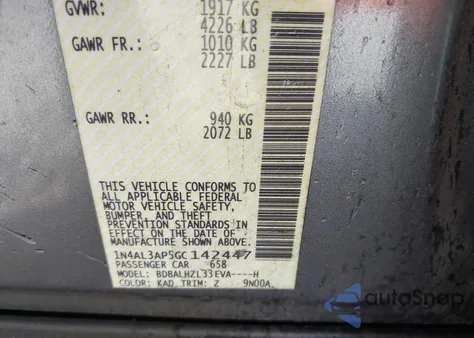 GVWR: 1917 KG
4226 LB
GAWR FR.: 1010 KG
2227 LB
GAWR RR.: 940 KG
2072 LB
THIS VEHICLE CONFORMS TO
ALL APPLICABLE FEDERAL
MOTOR VEHICLE SAFETY,
BUMPER, AND THEFT
PREVENTION STANDARDS
IN EFFECT ON THE DATE OF
MANUFACTURE SHOWN ABOVE.
1N4AL3AP5GC142447
PASSENGER CAR 658
MODEL: BDBALHZL33EVA----H
COLOR: KAD TRIM: Z 9N00A
autoSnap